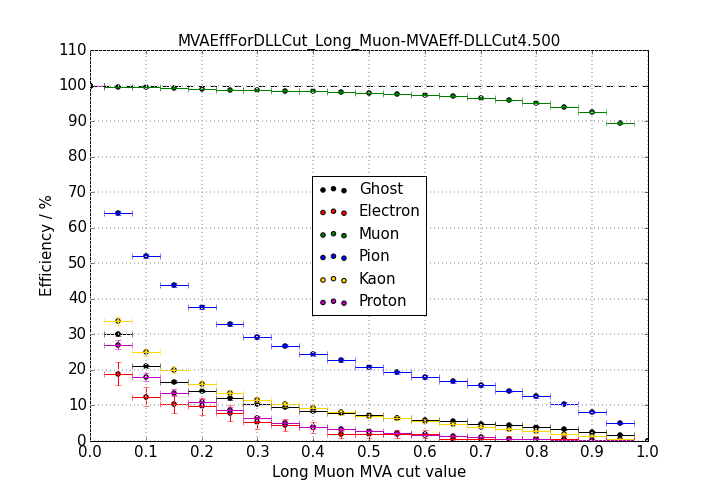 MVAEffForDLLCut_Long_Muon-MVAEff-DLLCut4.500
110
100
90
80
70
60
50
40
30
20
10
0
Efficiency / %
Ghost
Electron
Muon
Pion
Kaon
Proton
0.0 0.1 0.2 0.3 0.4 0.5 0.6 0.7 0.8 0.9 1.0
Long Muon MVA cut value